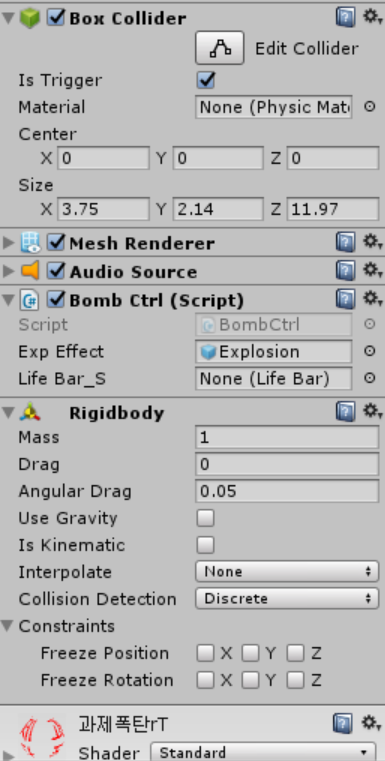 Box Collider
Edit Collider
Is Trigger
Material None (Physic Mat
Center
X 0 Y 0 Z 0
Size
X 3.75 Y 2.14 Z 11.97
Mesh Renderer
Audio Source
Bomb Ctrl (Script)
Script BombCtrl
Exp Effect Explosion
Life Bar_S None (Life Bar)
Rigidbody
Mass 1
Drag 0
Angular Drag 0.05
Use Gravity
Is Kinematic
Interpolate None
Collision Detection Discrete
Constraints
Freeze Position X Y Z
Freeze Rotation X Y Z
과제폭탄rT
Shader Standard